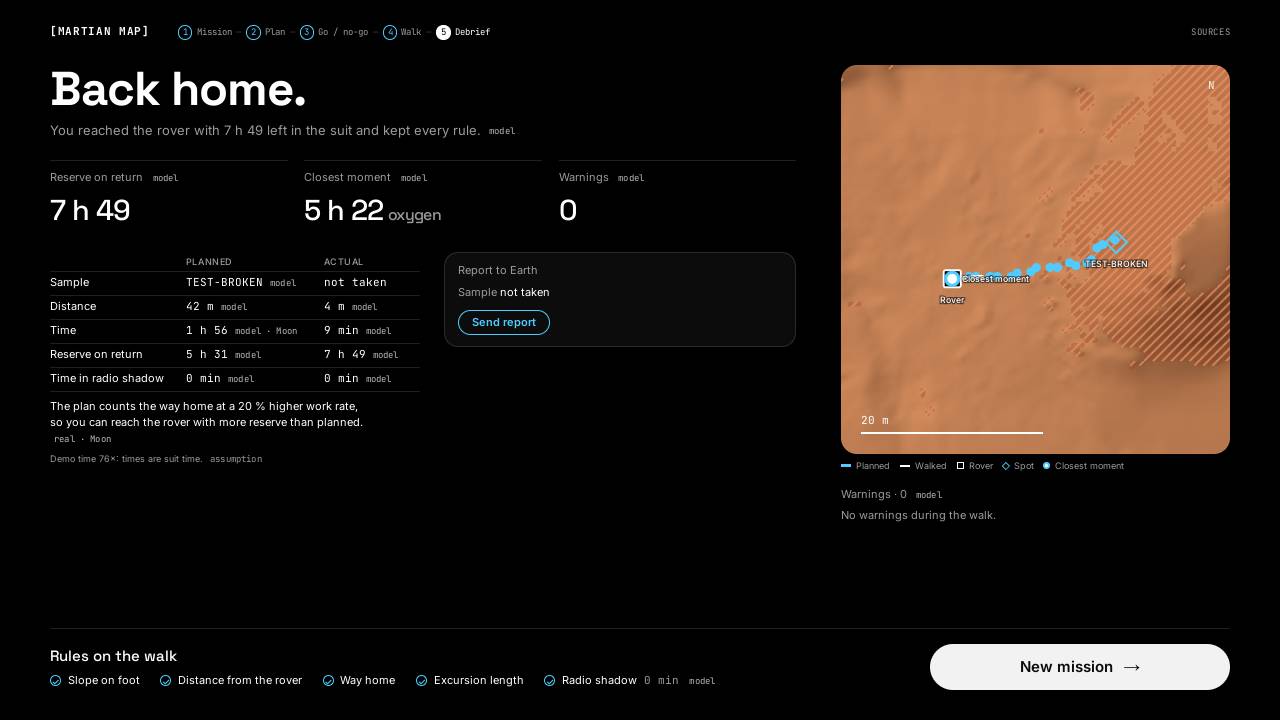 [MARTIAN MAP] 1 Mission – 2 Plan – 3 Go / no-go – 4 Walk – 5 Debrief SOURCES
Back home.
You reached the rover with 7 h 49 left in the suit and kept every rule. model
Reserve on return model
7 h 49
Closest moment model
5 h 22 oxygen
Warnings model
0
PLANNED ACTUAL
Sample TEST-BROKEN model not taken
Distance 42 m model 4 m model
Time 1 h 56 model · Moon 9 min model
Reserve on return 5 h 31 model 7 h 49 model
Time in radio shadow 0 min model 0 min model
The plan counts the way home at a 20 % higher work rate,
so you can reach the rover with more reserve than planned.
real · Moon
Demo time 76×: times are suit time. assumption
Report to Earth
Sample not taken
Send report
N
TEST-BROKEN
Closest moment
Rover
20 m
Planned Walked Rover Spot Closest moment
Warnings · 0 model
No warnings during the walk.
Rules on the walk
Slope on foot Distance from the rover Way home Excursion length Radio shadow 0 min model
New mission →